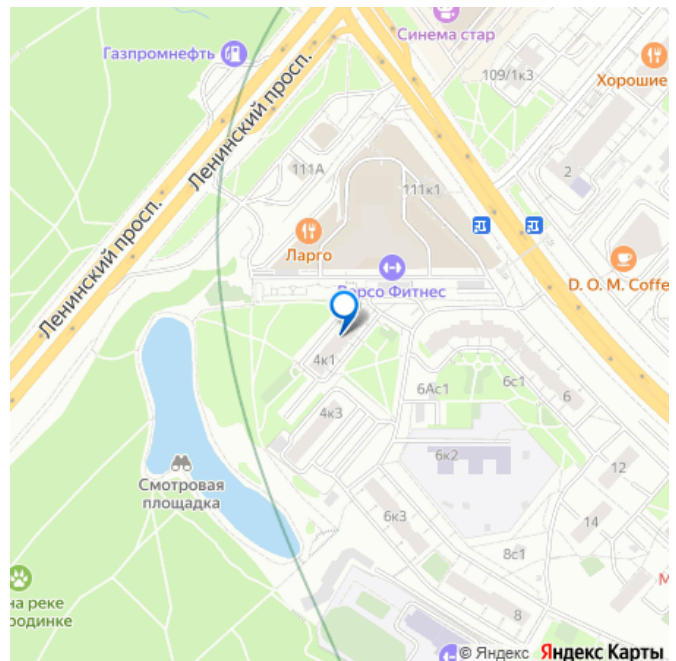 Синема стар
Газпромнефть
109/1к3
Хорошие
Ленинский просп.
111А
111к1
2
Ленинский просп.
Ларго
D. O. M. Coffe
Фитнес
4к1
6Ас1
6с1
6
4к3
6к2
12
Смотровая
площадка
6к3
14
8с1
на реке
родинке
8
© Яндекс Яндекс Карты